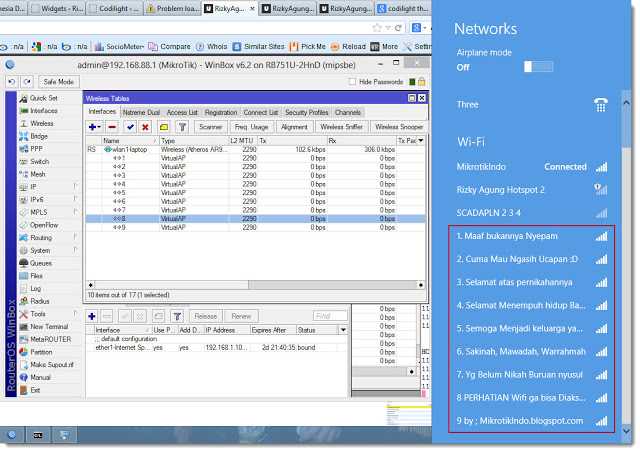 nesia D
Widgets - Ri
Codilight -
Problem loa
RizkyAgung
RizkyAgung
RizkyAgung
codilight th
: n/a
: n/a
: n/a
SocioMeter
Compare
Whois
Similar Sites
Pick Me
Reload
More
Settin
admin@192.168.88.1 (MikroTik) - WinBox v6.2 on RB751U-2HnD (mipsbe)
Safe Mode
Hide Passwords
RouterOS WinBox
Quick Set
Interfaces
Wireless
Bridge
PPP
Switch
Mesh
IP
IPv6
MPLS
OpenFlow
Routing
System
Queues
Files
Log
Radius
Tools
New Terminal
MetaROUTER
Partition
Make Supout.rif
Manual
Exit
Wireless Tables
Interfaces
Nstreme Dual
Access List
Registration
Connect List
Security Profiles
Channels
Scanner
Freq. Usage
Alignment
Wireless Sniffer
Wireless Snooper
Name
Type
L2 MTU
Tx
Rx
Tx Pac
RS wlan1-laptop Wireless (Atheros AR9... 2290 102.6 kbps 306.0 kbps
1 VirtualAP 2290 0 bps 0 bps
2 VirtualAP 2290 0 bps 0 bps
3 VirtualAP 2290 0 bps 0 bps
4 VirtualAP 2290 0 bps 0 bps
5 VirtualAP 2290 0 bps 0 bps
6 VirtualAP 2290 0 bps 0 bps
7 VirtualAP 2290 0 bps 0 bps
8 VirtualAP 2290 0 bps 0 bps
9 VirtualAP 2290 0 bps 0 bps
10 items out of 17 (1 selected)
Release
Renew
Find
Interface
Use P...
Add D...
IP Address
Expires After
Status
;;; default configuration
ether1-Internet Sp... yes yes 192.168.1.10... 2d 21:40:35 bound
0 bps
0 bps
0 bps
0 bps
0 bps
Networks
Airplane mode
Off
Three
Wi-Fi
MikrotikIndo Connected
Rizky Agung Hotspot 2
SCADAPLN 2 3 4
1. Maaf bukannya Nyepam
2. Cuma Mau Ngasih Ucapan :D
3. Selamat atas pernikahannya
4. Selamat Menempuh hidup Ba...
5. Semoga Menjadi keluarga ya...
6. Sakinah, Mawadah, Warrahmah
7. Yg Belum Nikah Buruan nyusul
8 PERHATIAN Wifi ga bisa Diaks...
9 by ; MikrotikIndo.blogspot.com